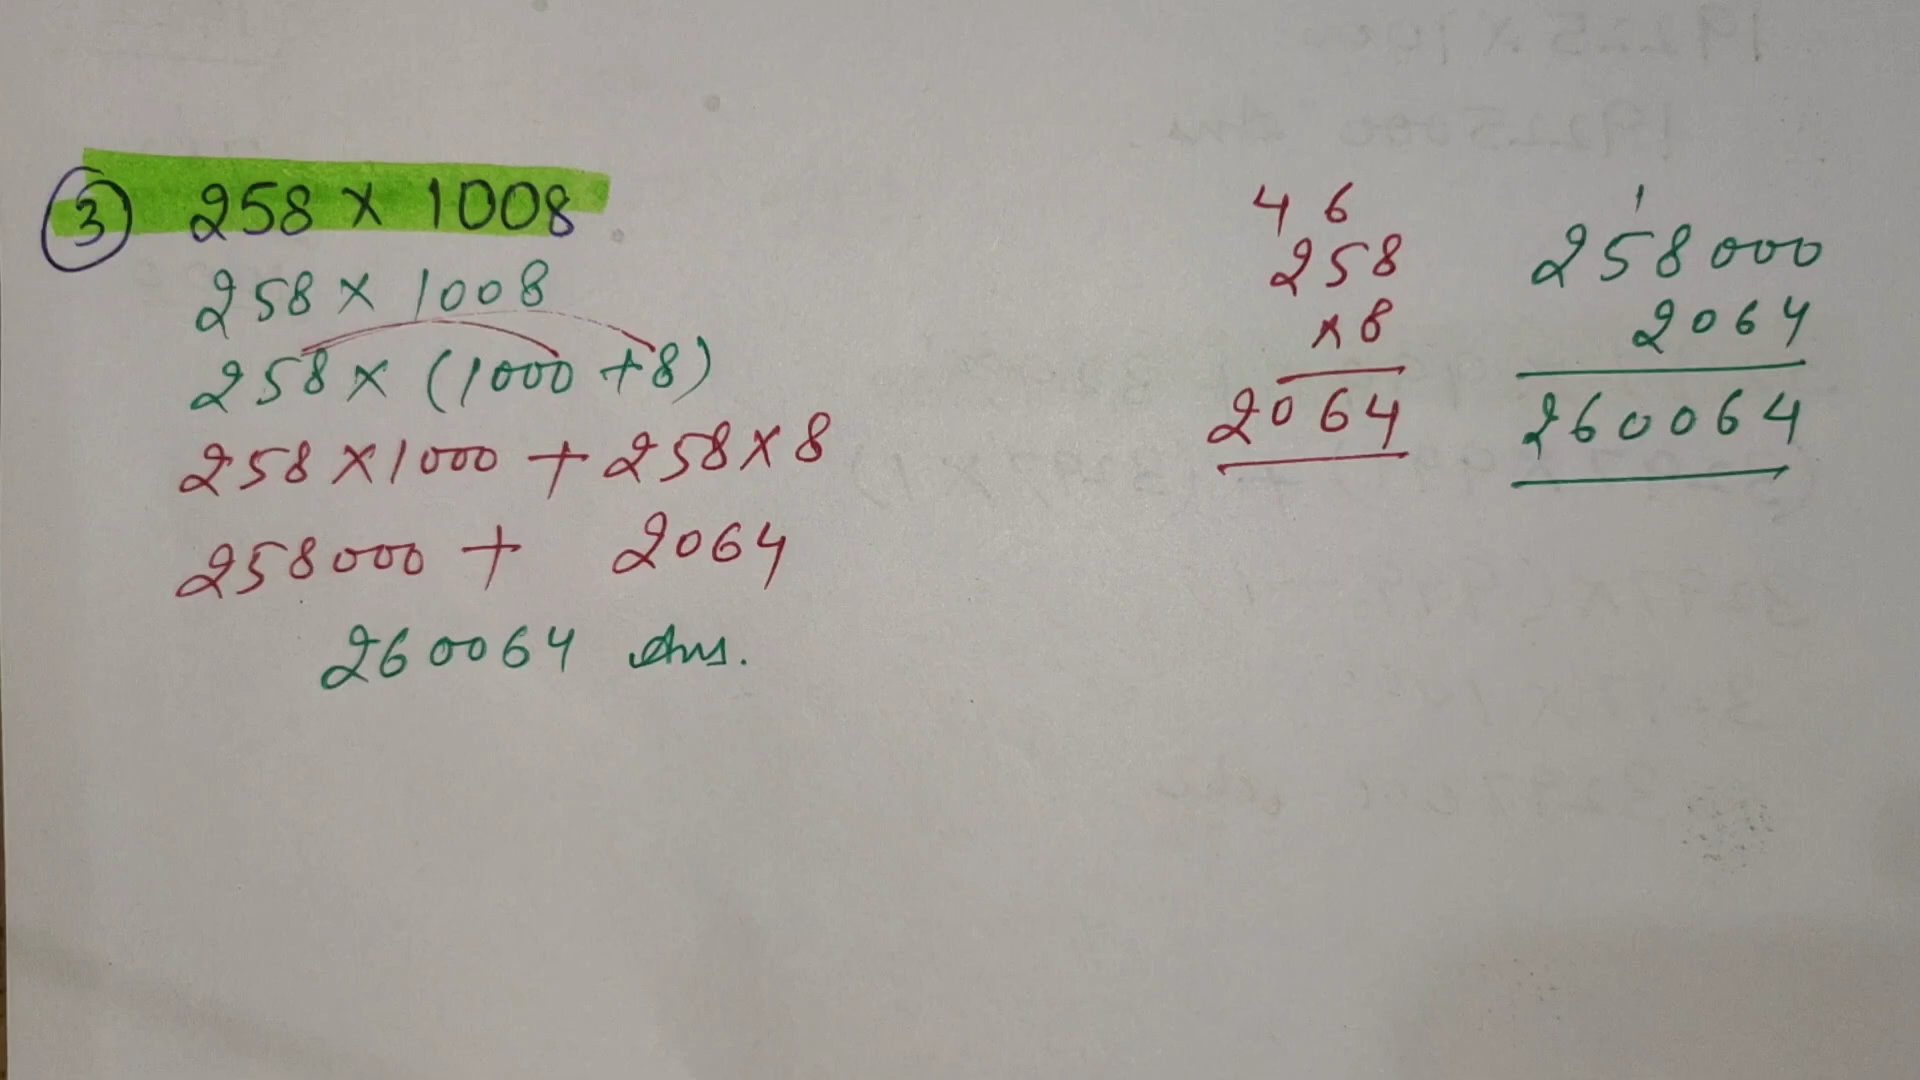 3 258 × 1008
258 × 1008
258 × (1000 + 8)
258 × 1000 + 258 × 8
258000 + 2064
260064 Ans.
4 6
258
× 8
2064
1
258000
2064
260064